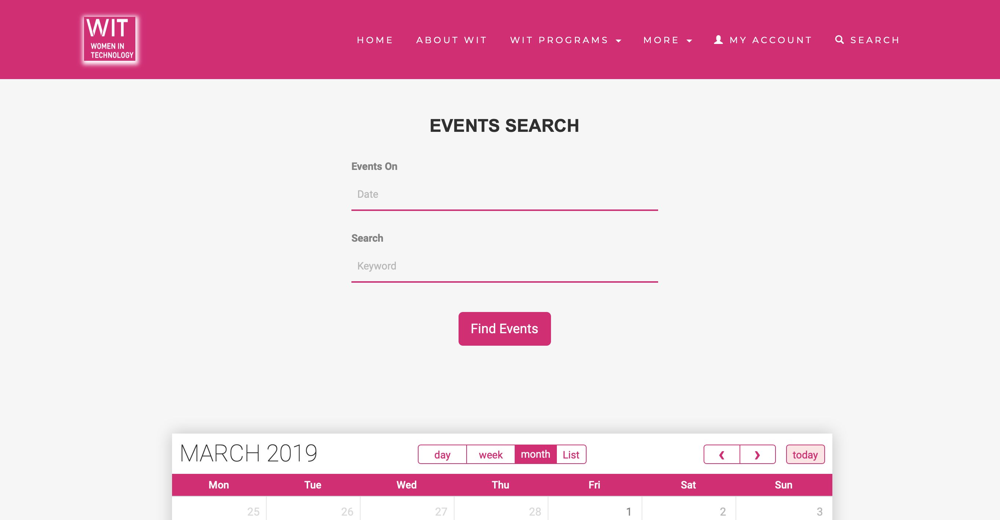 WIT
WOMEN IN
TECHNOLOGY
HOME ABOUT WIT WIT PROGRAMS MORE MY ACCOUNT SEARCH
EVENTS SEARCH
Events On
Date
Search
Keyword
Find Events
MARCH 2019 day week month List ‹ › today
Mon Tue Wed Thu Fri Sat Sun
25 26 27 28 1 2 3